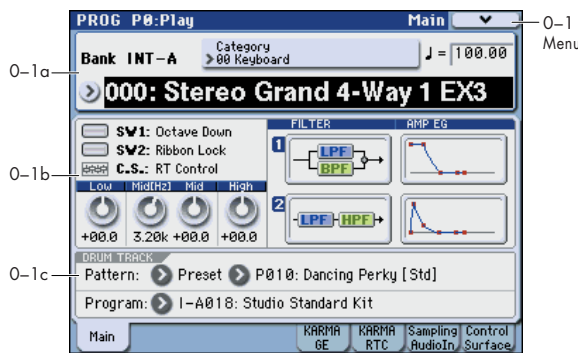 PROG P0:Play Main
0–1
Menu
Category
Bank INT-A 00 Keyboard ♩= 100.00
0–1a
000: Stereo Grand 4-Way 1 EX3
FILTER AMP EG
SW1: Octave Down
SW2: Ribbon Lock
C.S.: RT Control
0–1b
1 LPF BPF
Low Mid[Hz] Mid High
2 LPF HPF
+00.0 3.20k +00.0 +00.0
DRUM TRACK
0–1c
Pattern: Preset P010: Dancing Perky [Std]
Program: I-A018: Studio Standard Kit
Main KARMA GE KARMA RTC Sampling AudioIn Control Surface